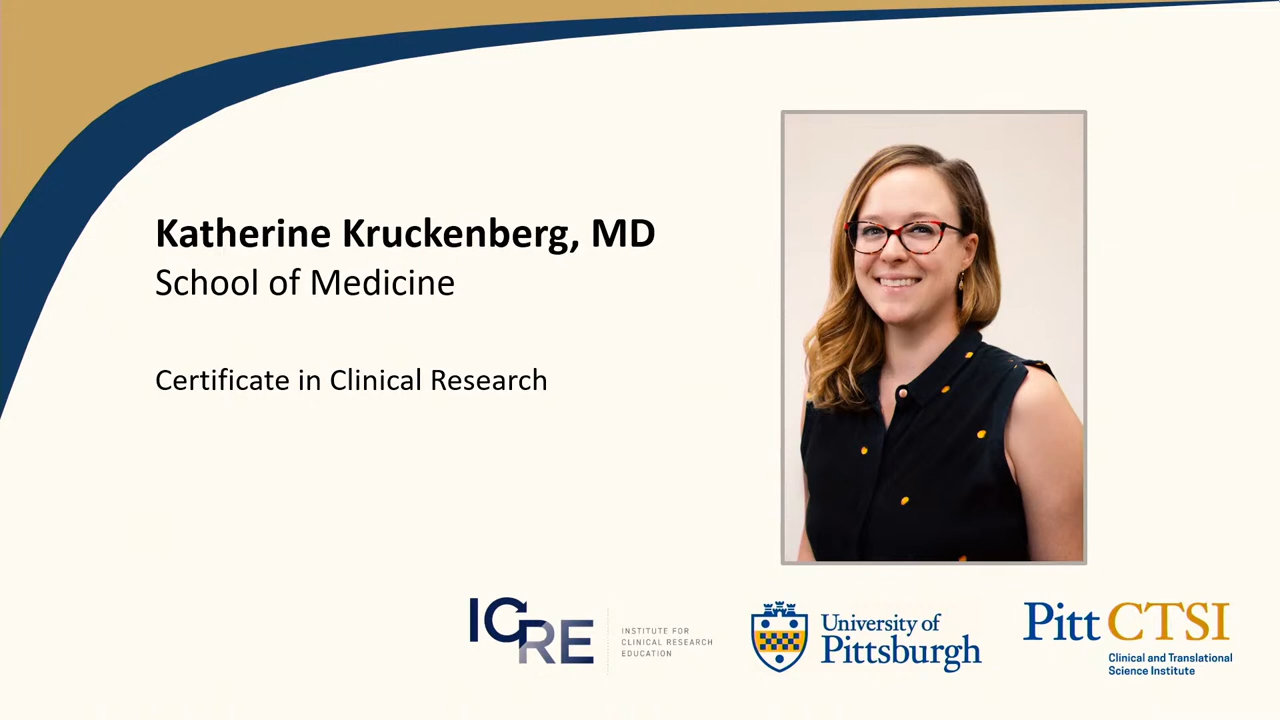 Katherine Kruckenberg, MD
School of Medicine
Certificate in Clinical Research
ICRE
INSTITUTE FOR
CLINICAL RESEARCH
EDUCATION
University of
Pittsburgh
Pitt CTSI
Clinical and Translational
Science Institute